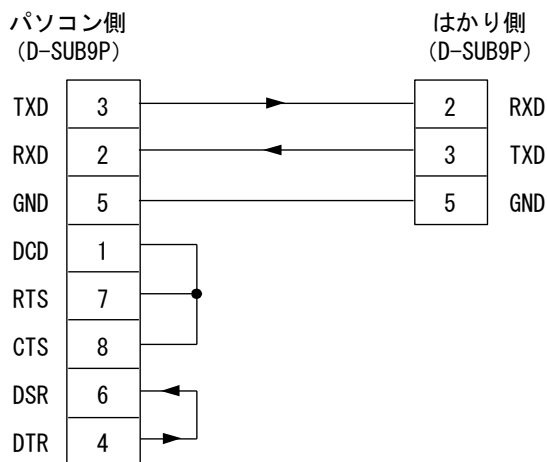 パソコン側 はかり側
(D-SUB9P) (D-SUB9P)
TXD 3 2 RXD
RXD 2 3 TXD
GND 5 5 GND
DCD 1
RTS 7
CTS 8
DSR 6
DTR 4